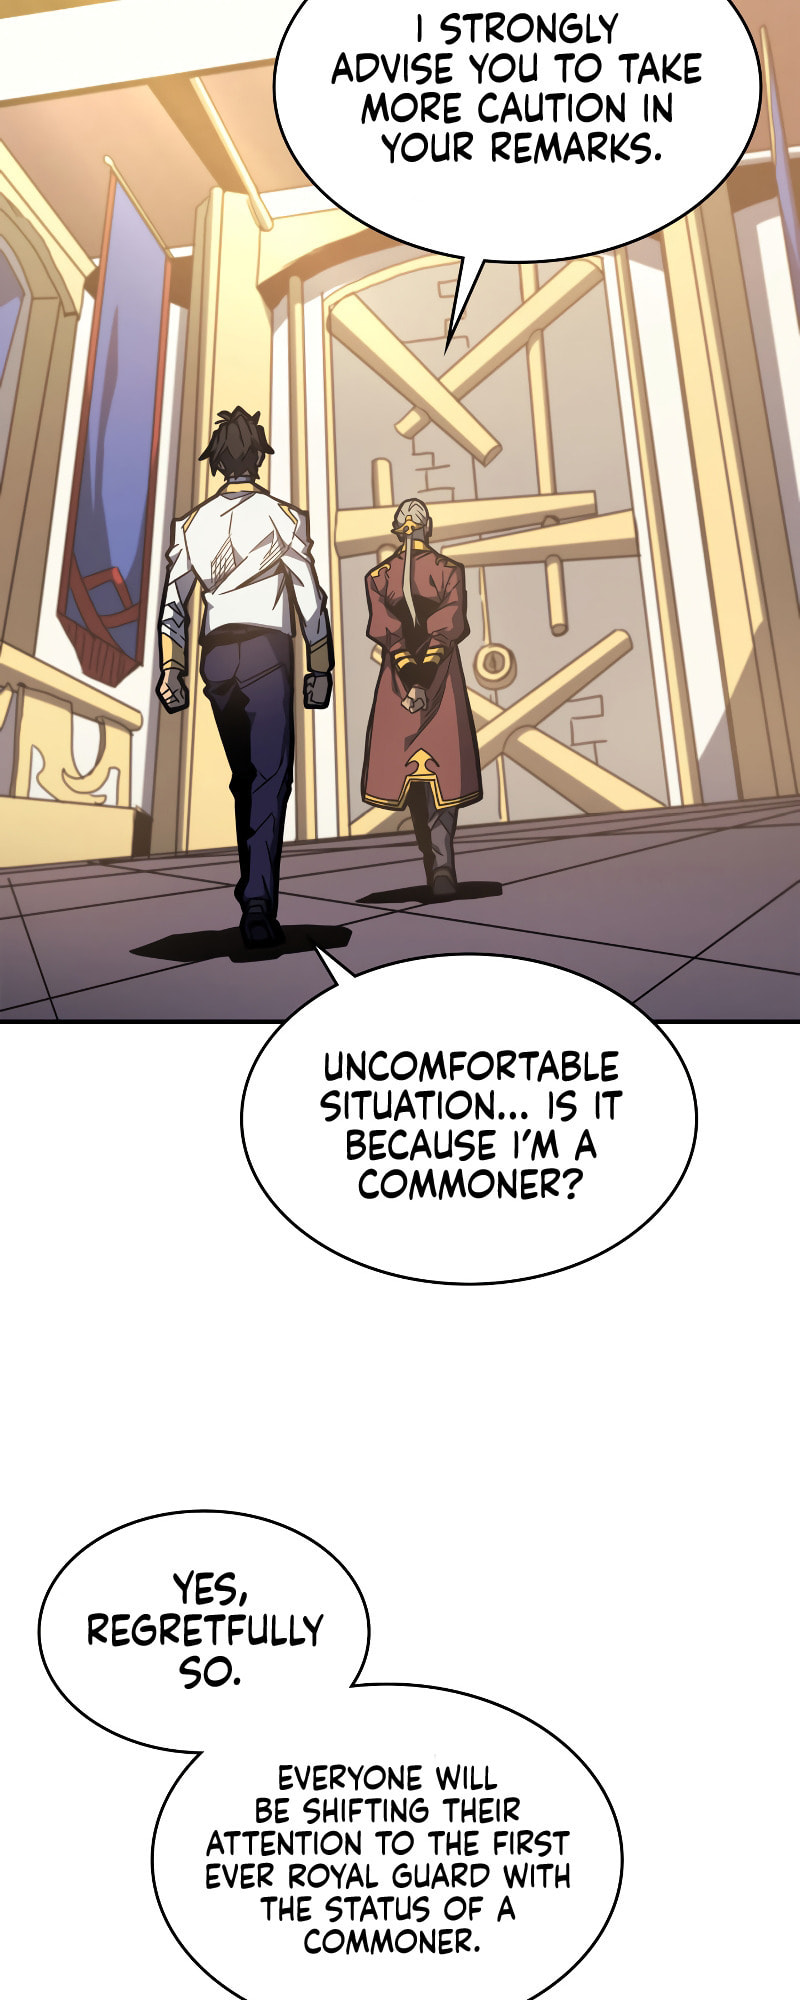 I STRONGLY
ADVISE YOU TO TAKE
MORE CAUTION IN
YOUR REMARKS.
UNCOMFORTABLE
SITUATION... IS IT
BECAUSE I'M A
COMMONER?
YES,
REGRETFULLY
SO.
EVERYONE WILL
BE SHIFTING THEIR
ATTENTION TO THE FIRST
EVER ROYAL GUARD WITH
THE STATUS OF A
COMMONER.